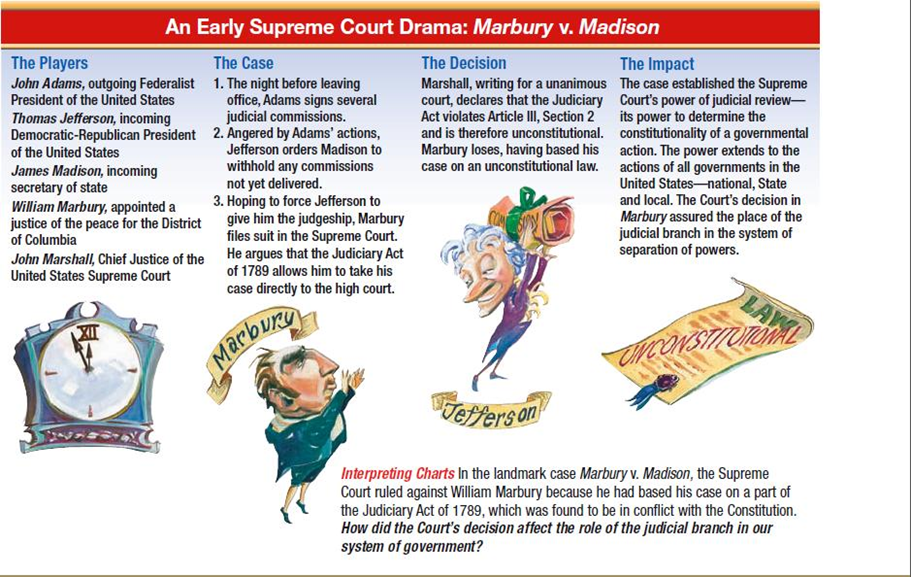 An Early Supreme Court Drama: Marbury v. Madison
The Players
John Adams, outgoing Federalist
President of the United States
Thomas Jefferson, incoming
Democratic-Republican President
of the United States
James Madison, incoming
secretary of state
William Marbury, appointed a
justice of the peace for the District
of Columbia
John Marshall, Chief Justice of the
United States Supreme Court
The Case
1. The night before leaving
office, Adams signs several
judicial commissions.
2. Angered by Adams' actions,
Jefferson orders Madison to
withhold any commissions
not yet delivered.
3. Hoping to force Jefferson to
give him the judgeship, Marbury
files suit in the Supreme Court.
He argues that the Judiciary Act
of 1789 allows him to take his
case directly to the high court.
The Decision
Marshall, writing for a unanimous
court, declares that the Judiciary
Act violates Article III, Section 2
and is therefore unconstitutional.
Marbury loses, having based his
case on an unconstitutional law.
The Impact
The case established the Supreme
Court's power of judicial review—
its power to determine the
constitutionality of a governmental
action. The power extends to the
actions of all governments in the
United States—national, State
and local. The Court's decision in
Marbury assured the place of the
judicial branch in the system of
separation of powers.
XII
Marbury
Jefferson
LAW
UNCONSTITUTIONAL
Interpreting Charts In the landmark case Marbury v. Madison, the Supreme
Court ruled against William Marbury because he had based his case on a part of
the Judiciary Act of 1789, which was found to be in conflict with the Constitution.
How did the Court's decision affect the role of the judicial branch in our
system of government?